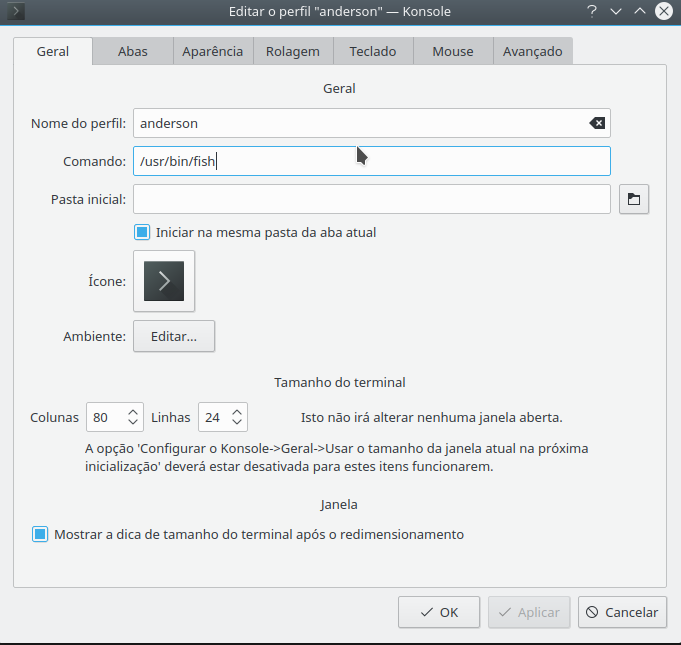 Editar o perfil "anderson" — Konsole
Geral Abas Aparência Rolagem Teclado Mouse Avançado
Geral
Nome do perfil: anderson
Comando: /usr/bin/fish
Pasta inicial:
Iniciar na mesma pasta da aba atual
Ícone:
Ambiente: Editar...
Tamanho do terminal
Colunas 80 Linhas 24 Isto não irá alterar nenhuma janela aberta.
A opção 'Configurar o Konsole->Geral->Usar o tamanho da janela atual na próxima
inicialização' deverá estar desativada para estes itens funcionarem.
Janela
Mostrar a dica de tamanho do terminal após o redimensionamento
OK Aplicar Cancelar